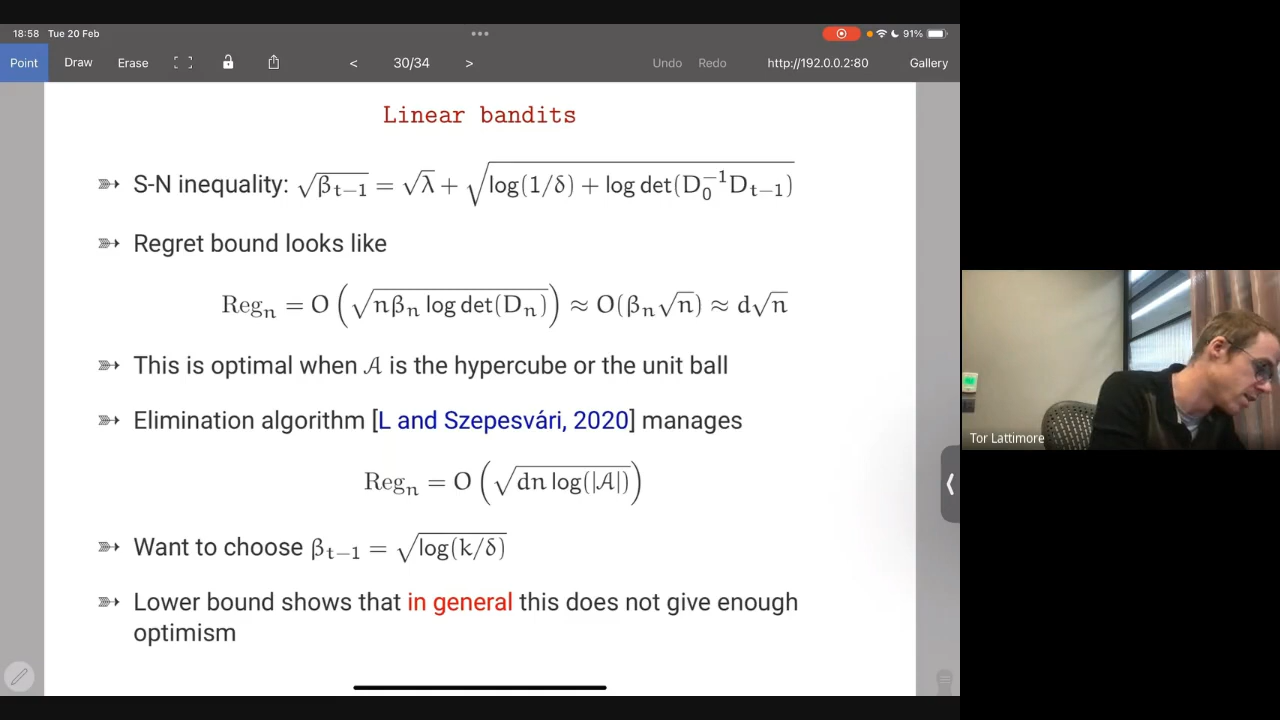 18:58 Tue 20 Feb 91%
Point Draw Erase < 30/34 > Undo Redo http://192.0.0.2:80 Gallery
Linear bandits
➳ S-N inequality: √β_{t−1} = √λ + √(log(1/δ) + log det(D_0^{−1}D_{t−1}))
➳ Regret bound looks like
Reg_n = O(√(nβ_n log det(D_n))) ≈ O(β_n√n) ≈ d√n
➳ This is optimal when 𝒜 is the hypercube or the unit ball
➳ Elimination algorithm [L and Szepesvári, 2020] manages
Reg_n = O(√(dn log(|𝒜|)))
➳ Want to choose β_{t−1} = √(log(k/δ))
➳ Lower bound shows that in general this does not give enough
optimism
Tor Lattimore